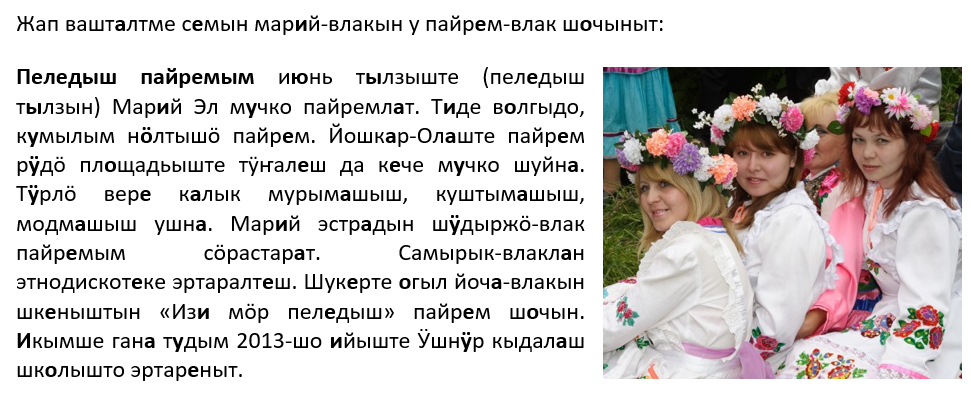 Жап вашталтме семын марий-влакын у пайрем-влак шочыныт:
Пеледыш пайремым июнь тылзыште (пеледыш
тылзын) Марий Эл мучко пайремлат. Тиде волгыдо,
кумылым нӧлтышӧ пайрем. Йошкар-Олаште пайрем
рӱдӧ площадьыште тӱҥалеш да кече мучко шуйна.
Тӱрлӧ вере калык мурымашыш, куштымашыш,
модмашыш ушна. Марий эстрадын шӱдыржӧ-влак
пайремым сӧрастарат. Самырык-влаклан
этнодискотеке эртаралтеш. Шукерте огыл йоча-влакын
шкеныштын «Изи мӧр пеледыш» пайрем шочын.
Икымше гана тудым 2013-шо ийыште Ӱшнӱр кыдалаш
школышто эртареныт.